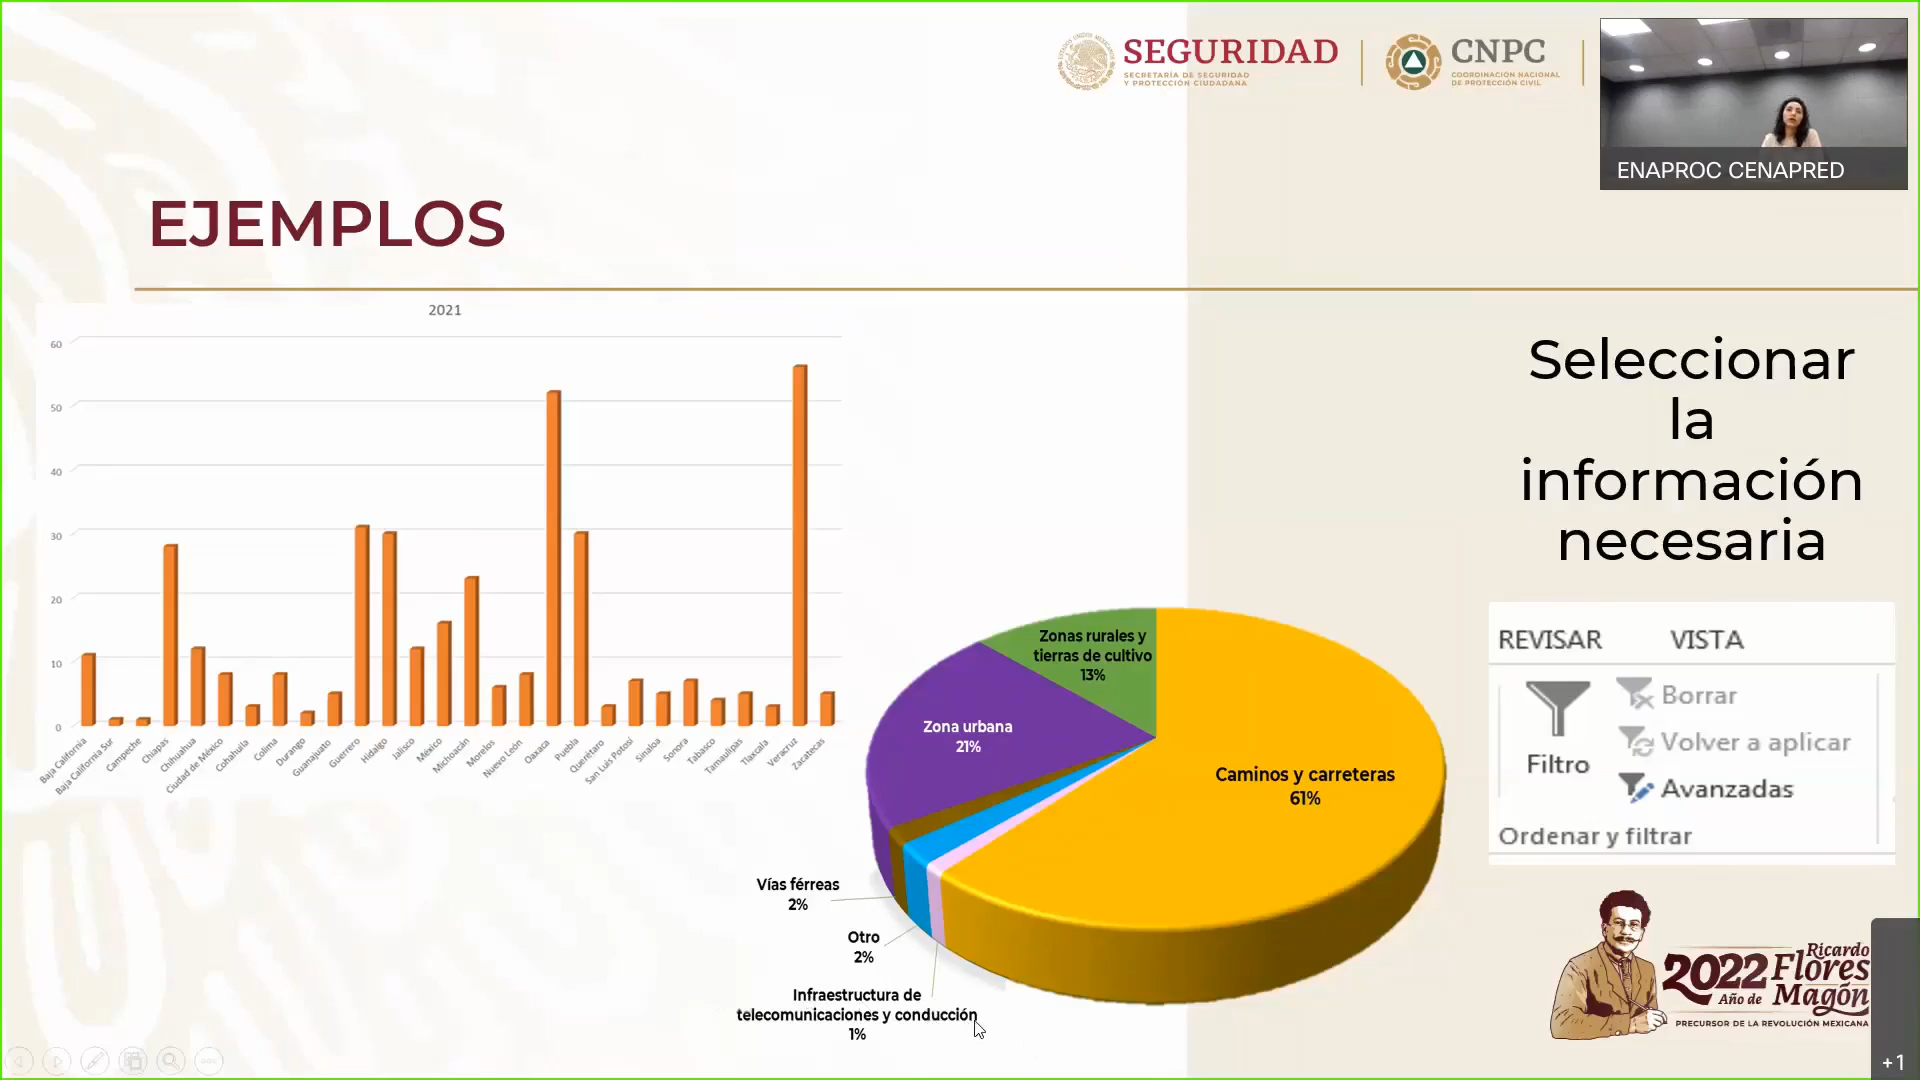 SEGURIDAD
SECRETARÍA DE SEGURIDAD
Y PROTECCIÓN CIUDADANA
CNPC
COORDINACIÓN NACIONAL
DE PROTECCIÓN CIVIL
ENAPROC CENAPRED
EJEMPLOS
2021
60
50
40
30
20
10
0
Baja California
Baja California Sur
Campeche
Chiapas
Chihuahua
Ciudad de México
Cohahuila
Colima
Durango
Guanajuato
Guerrero
Hidalgo
Jalisco
México
Michoacán
Morelos
Nuevo León
Oaxaca
Puebla
Querétaro
San Luis Potosí
Sinaloa
Sonora
Tabasco
Tamaulipas
Tlaxcala
Veracruz
Zacatecas
Zonas rurales y
tierras de cultivo
13%
Zona urbana
21%
Caminos y carreteras
61%
Vías férreas
2%
Otro
2%
Infraestructura de
telecomunicaciones y conducción
1%
Seleccionar
la
información
necesaria
REVISAR VISTA
Filtro
Borrar
Volver a aplicar
Avanzadas
Ordenar y filtrar
2022
Año de
Ricardo
Flores
Magón
PRECURSOR DE LA REVOLUCIÓN MEXICANA
+1